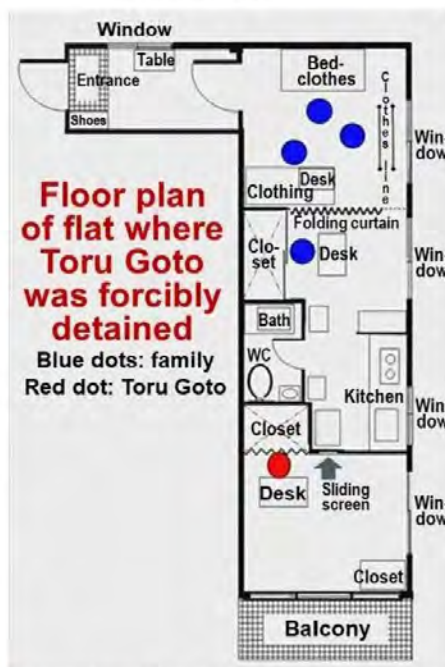 Window
Entrance
Table
Shoes
Bed-
clothes
Clothes line
Win-
dow
Clothing
Desk
Folding curtain
Floor plan
of flat where
Toru Goto
was forcibly
detained
Blue dots: family
Red dot: Toru Goto
Clo-
set
Desk
Win-
dow
Bath
WC
Kitchen
Win-
dow
Closet
Desk
Sliding
screen
Win-
dow
Closet
Balcony